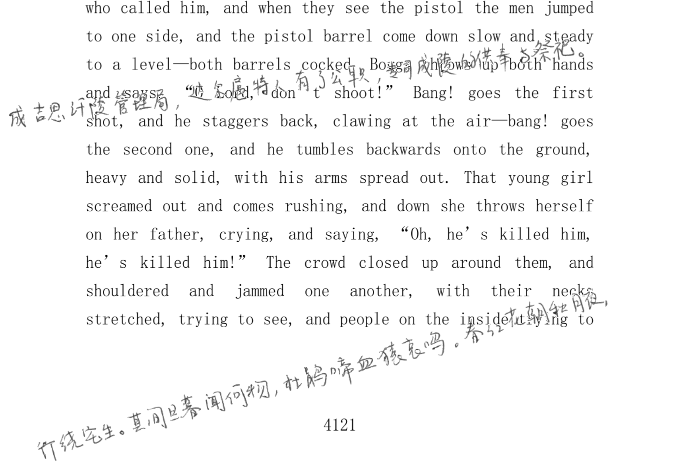 who called him, and when they see the pistol the men jumped
to one side, and the pistol barrel come down slow and steady
to a level—both barrels cocked. Boggs throws up both hands
and says, “O Lord, don’t shoot!” Bang! goes the first
成吉思汗陵管理局,达尔扈特人有了公职,司成陵的供奉与祭祀。
shot, and he staggers back, clawing at the air—bang! goes
the second one, and he tumbles backwards onto the ground,
heavy and solid, with his arms spread out. That young girl
screamed out and comes rushing, and down she throws herself
on her father, crying, and saying, “Oh, he’s killed him,
he’s killed him!” The crowd closed up around them, and
shouldered and jammed one another, with their necks
stretched, trying to see, and people on the inside trying to
竹绕宅生。其间旦暮闻何物,杜鹃啼血猿哀鸣。春江花朝秋月夜,
4121